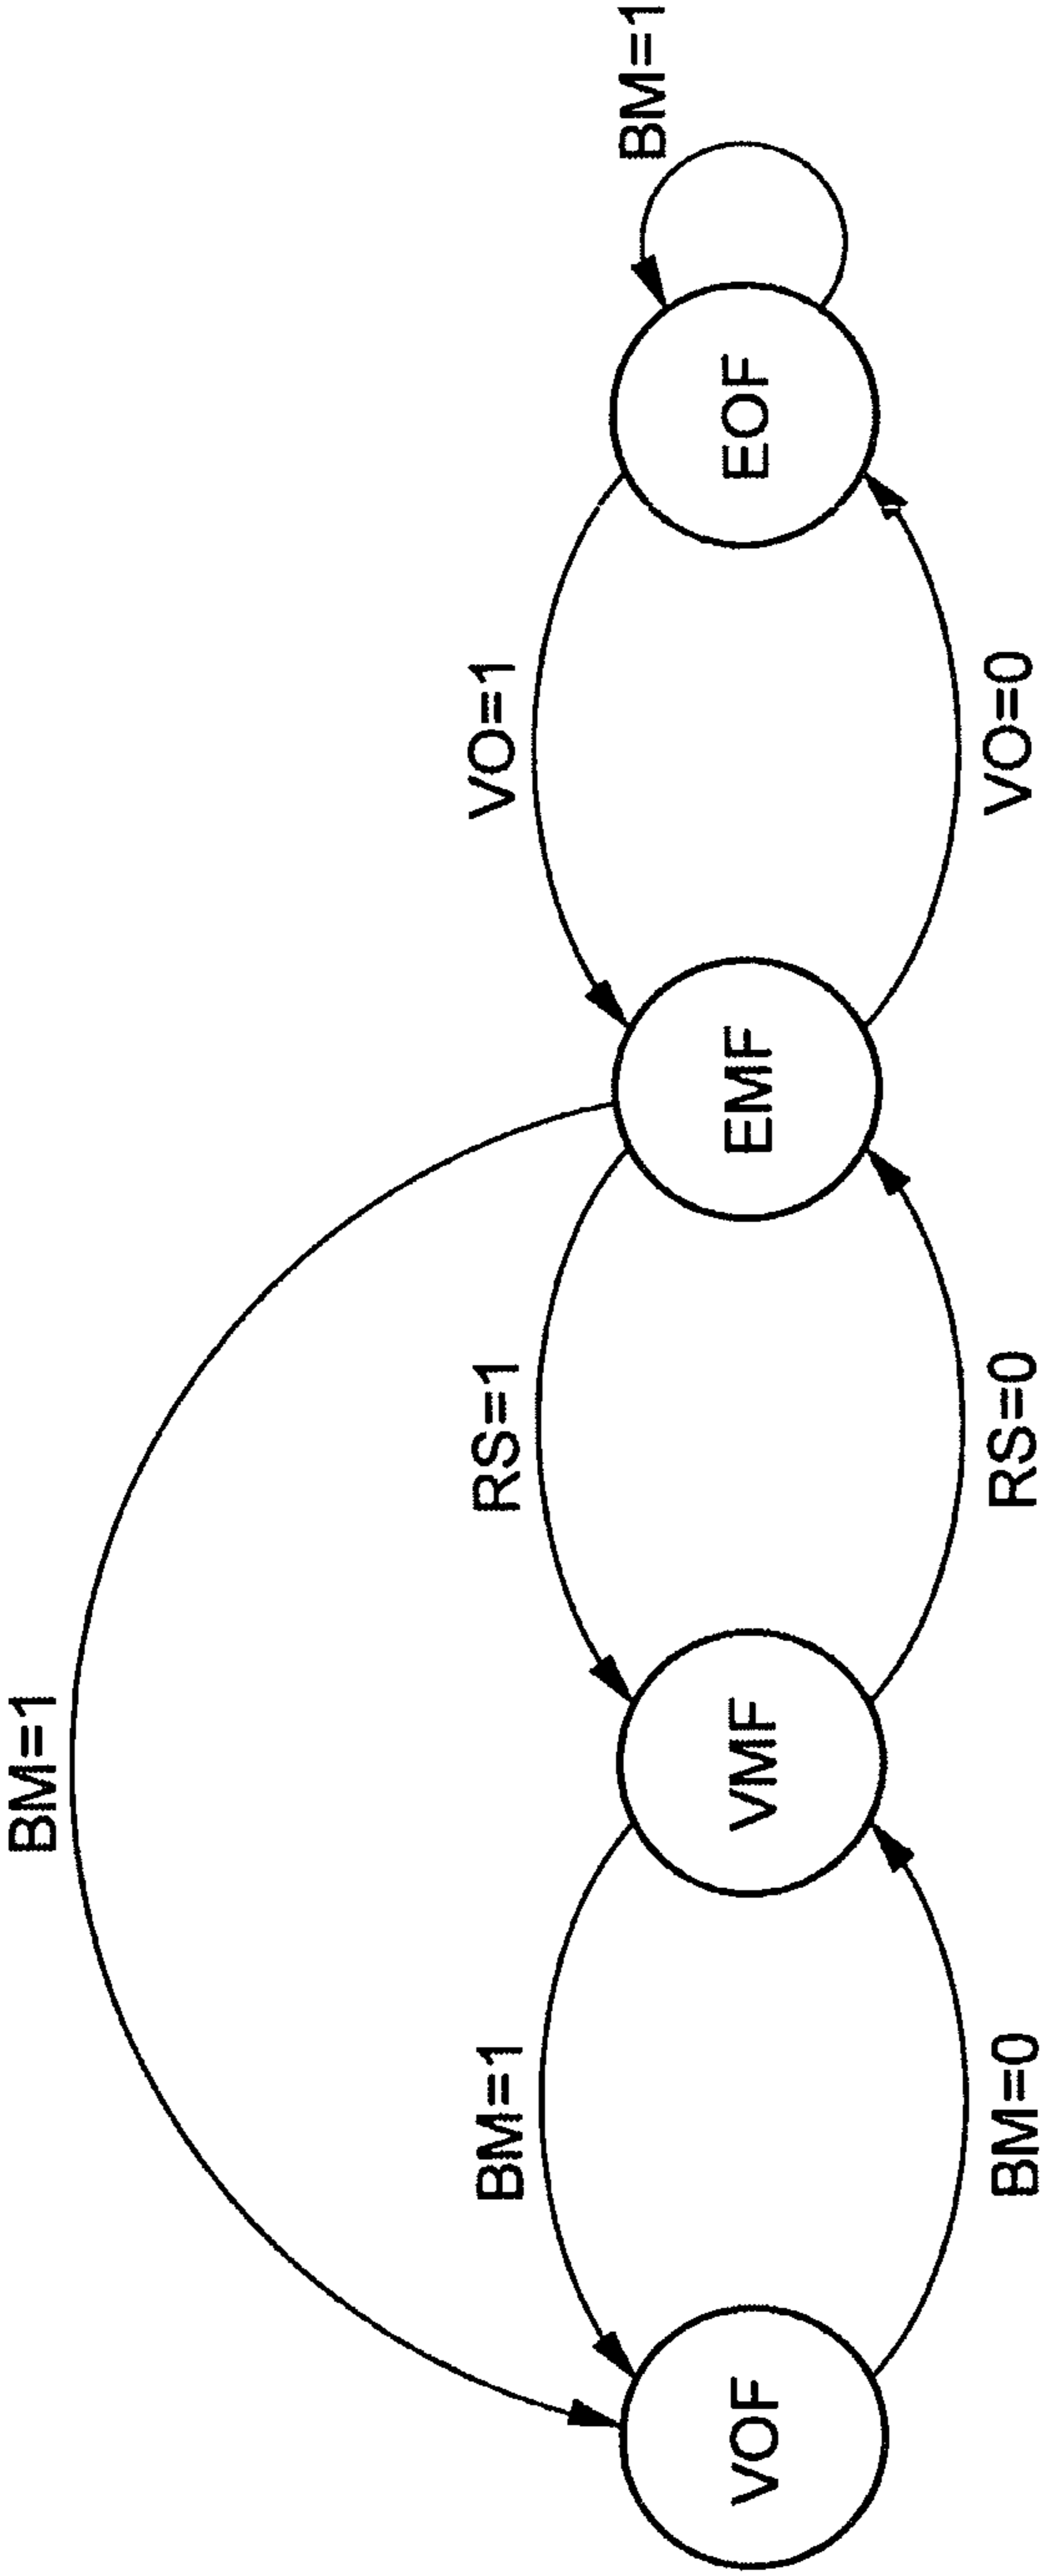 BM=1
BM=1
RS=1
VO=1
BM=1
VOF
VMF
EMF
EOF
BM=0
RS=0
VO=0